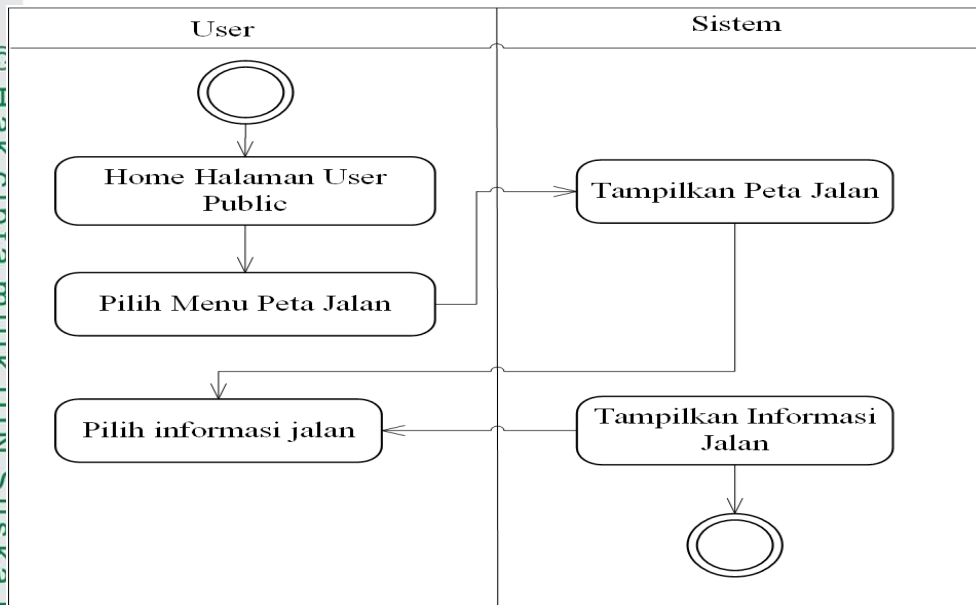 User
Sistem
Home Halaman User
Public
Tampilkan Peta Jalan
Pilih Menu Peta Jalan
Pilih informasi jalan
Tampilkan Informasi
Jalan